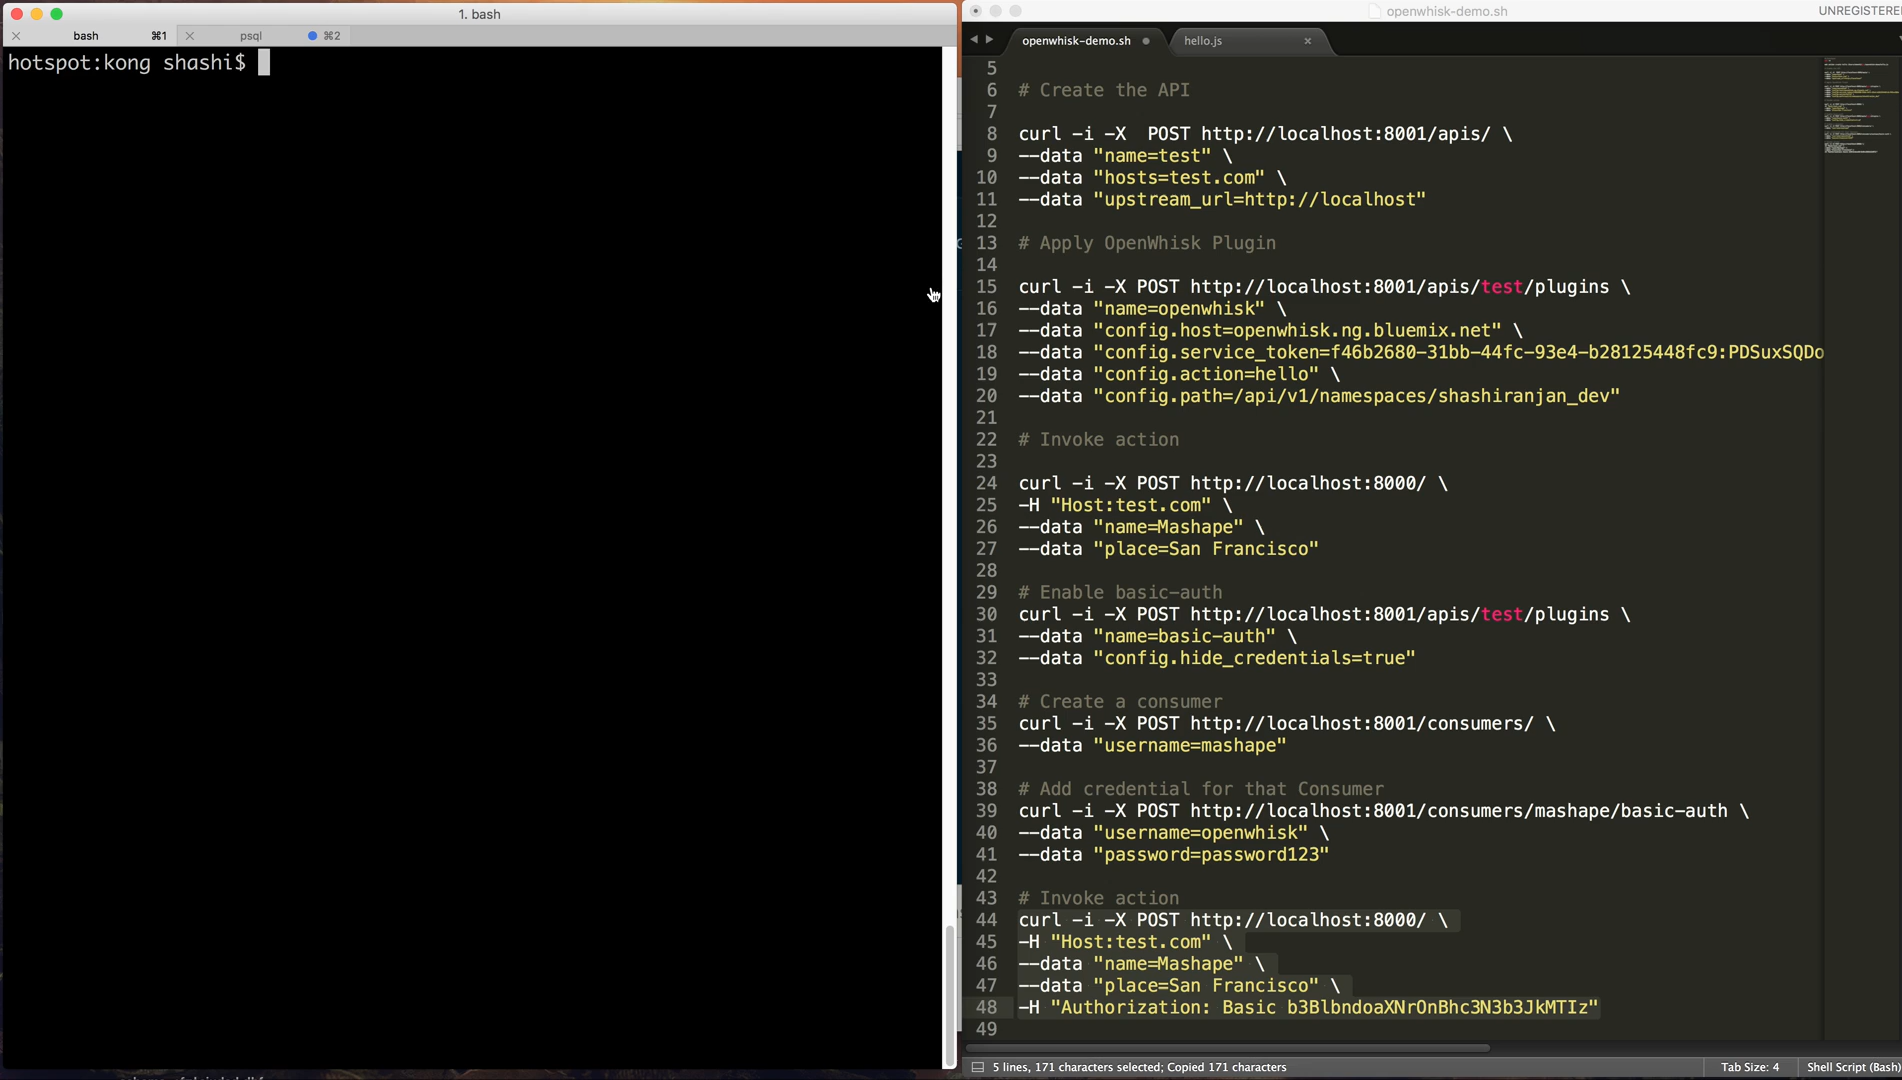 1. bash
bash ⌘1
psql ⌘2
hotspot:kong shashi$
openwhisk-demo.sh
UNREGISTERE
openwhisk-demo.sh
hello.js
5
6 # Create the API
7
8 curl -i -X  POST http://localhost:8001/apis/ \
9 --data "name=test" \
10 --data "hosts=test.com" \
11 --data "upstream_url=http://localhost"
12
13 # Apply OpenWhisk Plugin
14
15 curl -i -X POST http://localhost:8001/apis/test/plugins \
16 --data "name=openwhisk" \
17 --data "config.host=openwhisk.ng.bluemix.net" \
18 --data "config.service_token=f46b2680-31bb-44fc-93e4-b28125448fc9:PDSuxSQDo
19 --data "config.action=hello" \
20 --data "config.path=/api/v1/namespaces/shashiranjan_dev"
21
22 # Invoke action
23
24 curl -i -X POST http://localhost:8000/ \
25 -H "Host:test.com" \
26 --data "name=Mashape" \
27 --data "place=San Francisco"
28
29 # Enable basic-auth
30 curl -i -X POST http://localhost:8001/apis/test/plugins \
31 --data "name=basic-auth" \
32 --data "config.hide_credentials=true"
33
34 # Create a consumer
35 curl -i -X POST http://localhost:8001/consumers/ \
36 --data "username=mashape"
37
38 # Add credential for that Consumer
39 curl -i -X POST http://localhost:8001/consumers/mashape/basic-auth \
40 --data "username=openwhisk" \
41 --data "password=password123"
42
43 # Invoke action
44 curl -i -X POST http://localhost:8000/ \
45 -H "Host:test.com" \
46 --data "name=Mashape" \
47 --data "place=San Francisco" \
48 -H "Authorization: Basic b3BlbndoaXNrOnBhc3N3b3JkMTIz"
49
5 lines, 171 characters selected; Copied 171 characters
Tab Size: 4
Shell Script (Bash)